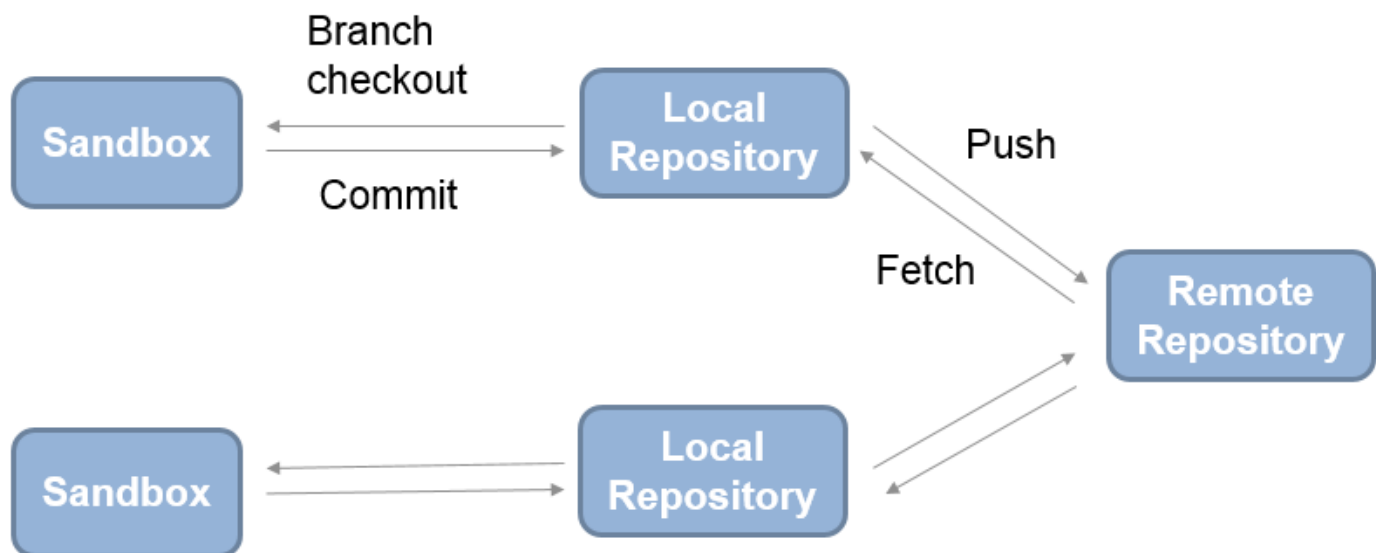 Branch
checkout
Sandbox
Local
Repository
Push
Commit
Fetch
Remote
Repository
Local
Repository
Sandbox